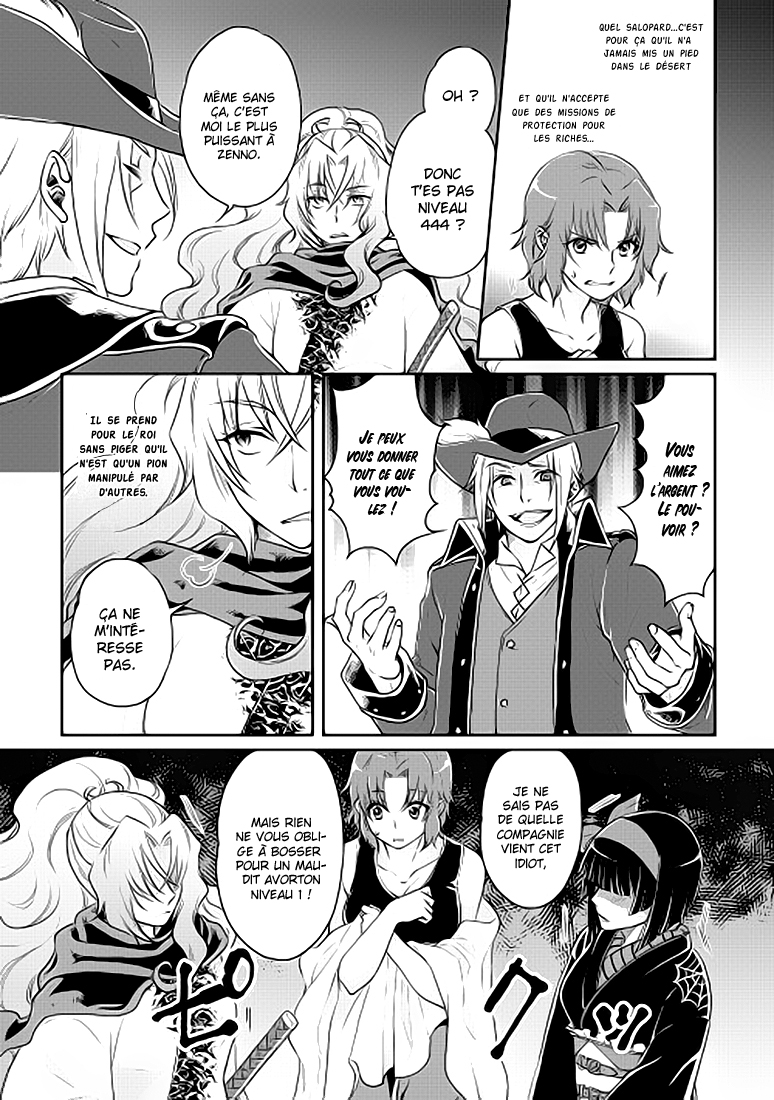 QUEL SALOPARD...C'EST
POUR ÇA QU'IL N'A
JAMAIS MIS UN PIED
DANS LE DÉSERT
ET QU'IL N'ACCEPTE
QUE DES MISSIONS DE
PROTECTION POUR
LES RICHES...
OH ?
DONC
T'ES PAS
NIVEAU
444 ?
MÊME SANS
ÇA, C'EST
MOI LE PLUS
PUISSANT À
ZENNO.
VOUS
AIMEZ
L'ARGENT ?
LE POU-
VOIR ?
JE PEUX
VOUS DONNER
TOUT CE QUE
VOUS VOU-
LEZ !
IL SE PREND
POUR LE ROI
SANS PIGER QU'IL
N'EST QU'UN PION
MANIPULÉ PAR
D'AUTRES.
ÇA NE
M'INTÉ-
RESSE
PAS.
JE NE
SAIS PAS
DE QUELLE
COMPAGNIE
VIENT CET
IDIOT,
MAIS RIEN
NE VOUS OBLI-
GE À BOSSER
POUR UN MAU-
DIT AVORTON
NIVEAU 1 !
ピクッ